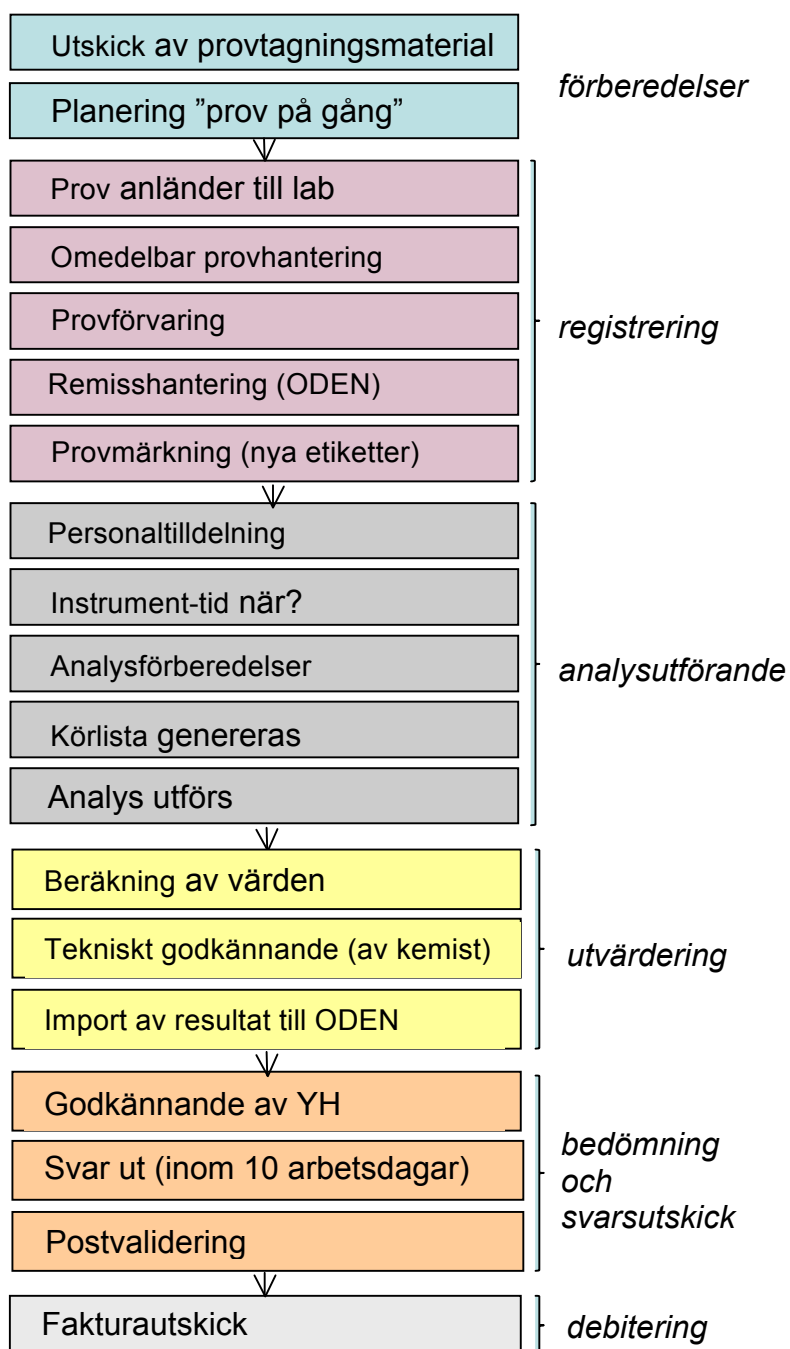 Utskick av provtagningsmaterial
Planering ”prov på gång”
förberedelser
Prov anländer till lab
Omedelbar provhantering
Provförvaring
Remisshantering (ODEN)
Provmärkning (nya etiketter)
registrering
Personaltilldelning
Instrument-tid när?
Analysförberedelser
Körlista genereras
Analys utförs
analysutförande
Beräkning av värden
Tekniskt godkännande (av kemist)
Import av resultat till ODEN
utvärdering
Godkännande av YH
Svar ut (inom 10 arbetsdagar)
Postvalidering
bedömning
och
svarsutskick
Fakturautskick
debitering